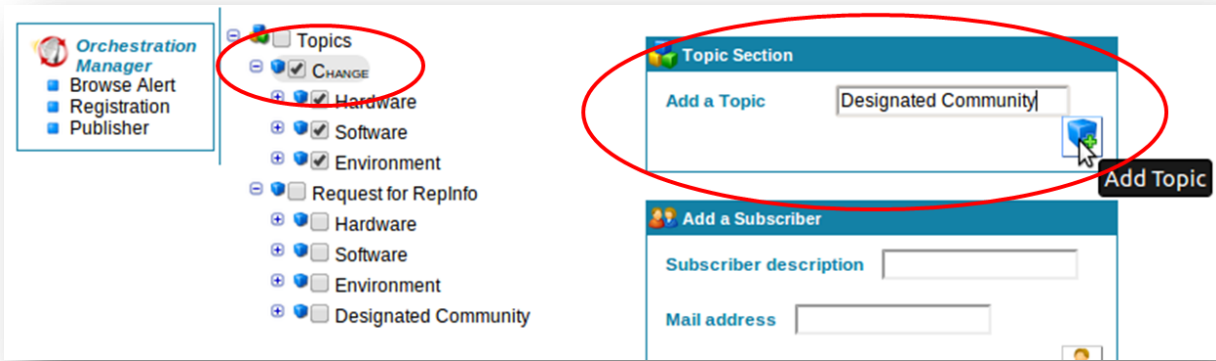 Orchestration
Manager
Browse Alert
Registration
Publisher
Topics
CHANGE
Hardware
Software
Environment
Request for RepInfo
Hardware
Software
Environment
Designated Community
Topic Section
Add a Topic
Designated Community
Add Topic
Add a Subscriber
Subscriber description
Mail address